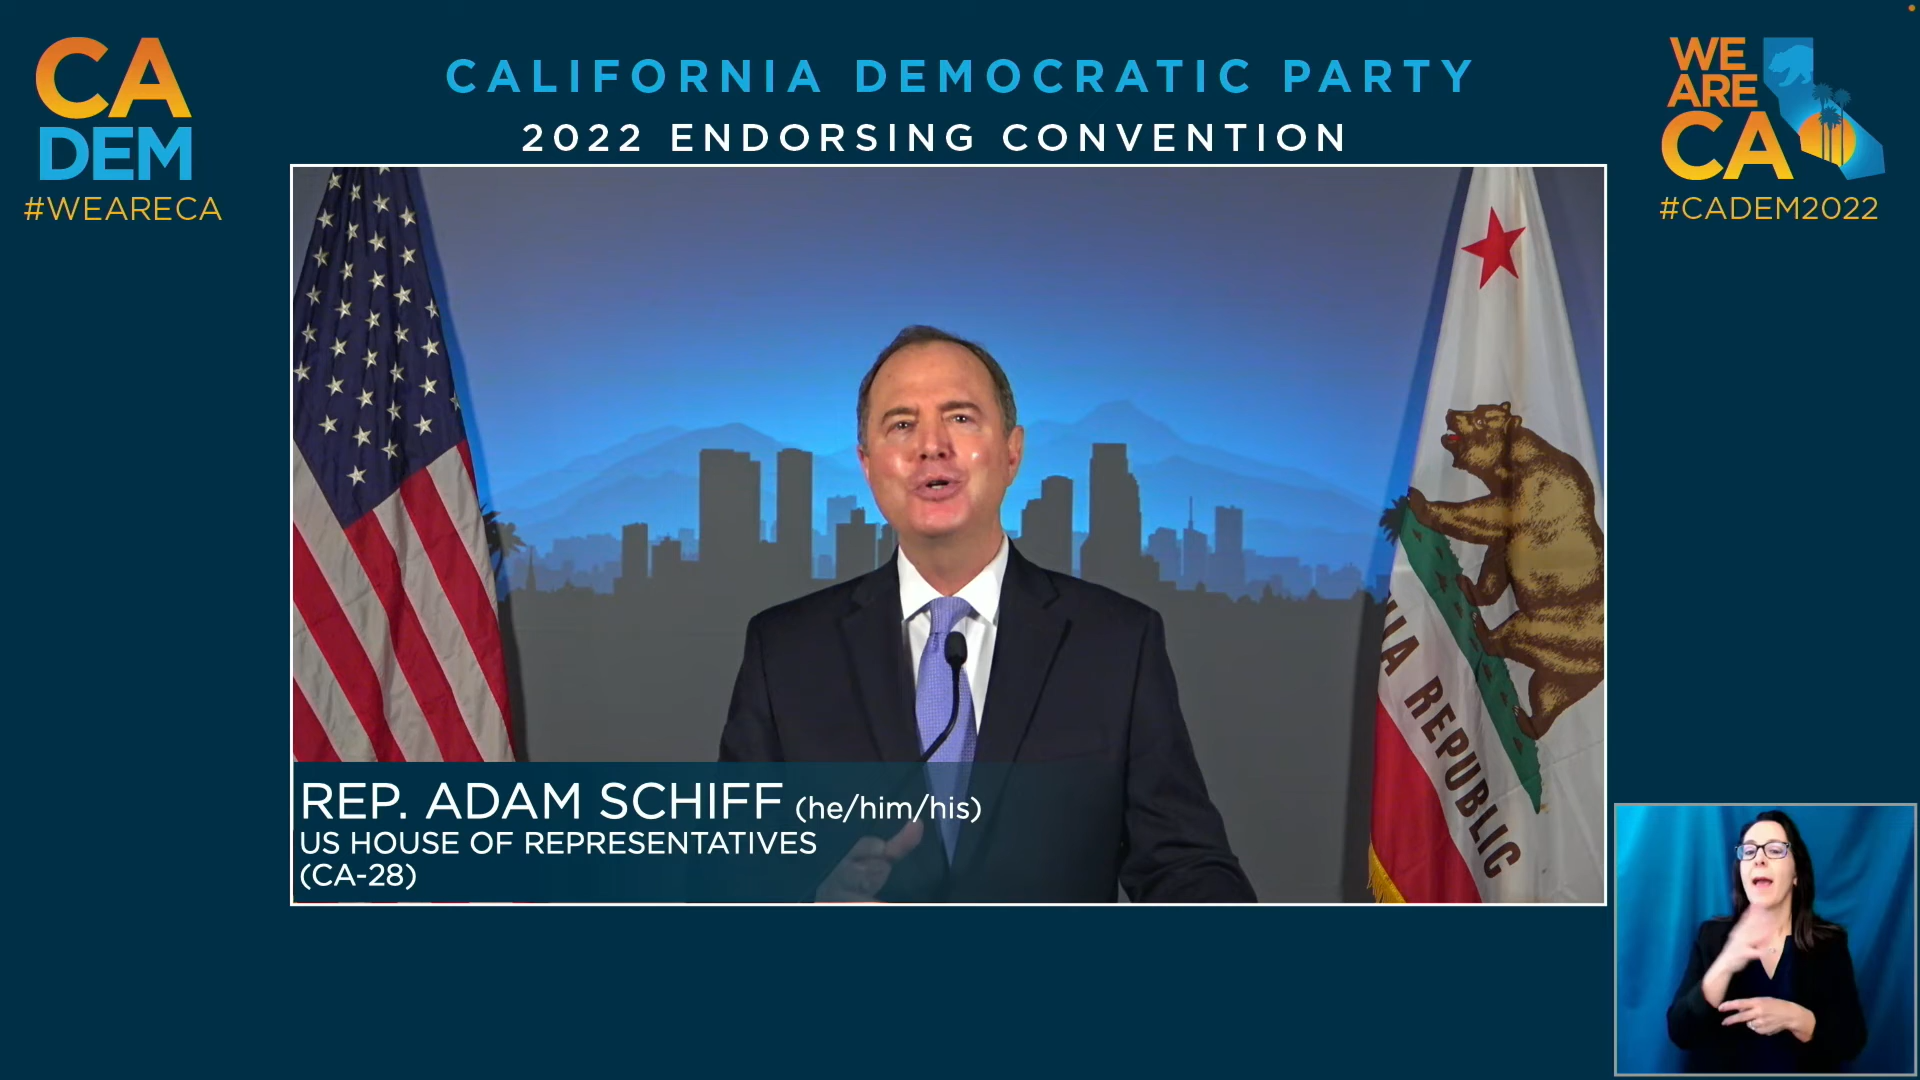 CA
DEM
#WEARECA
CALIFORNIA DEMOCRATIC PARTY
2022 ENDORSING CONVENTION
WE
ARE
CA
#CADEM2022
REPUBLIC
REP. ADAM SCHIFF (he/him/his)
US HOUSE OF REPRESENTATIVES
(CA-28)